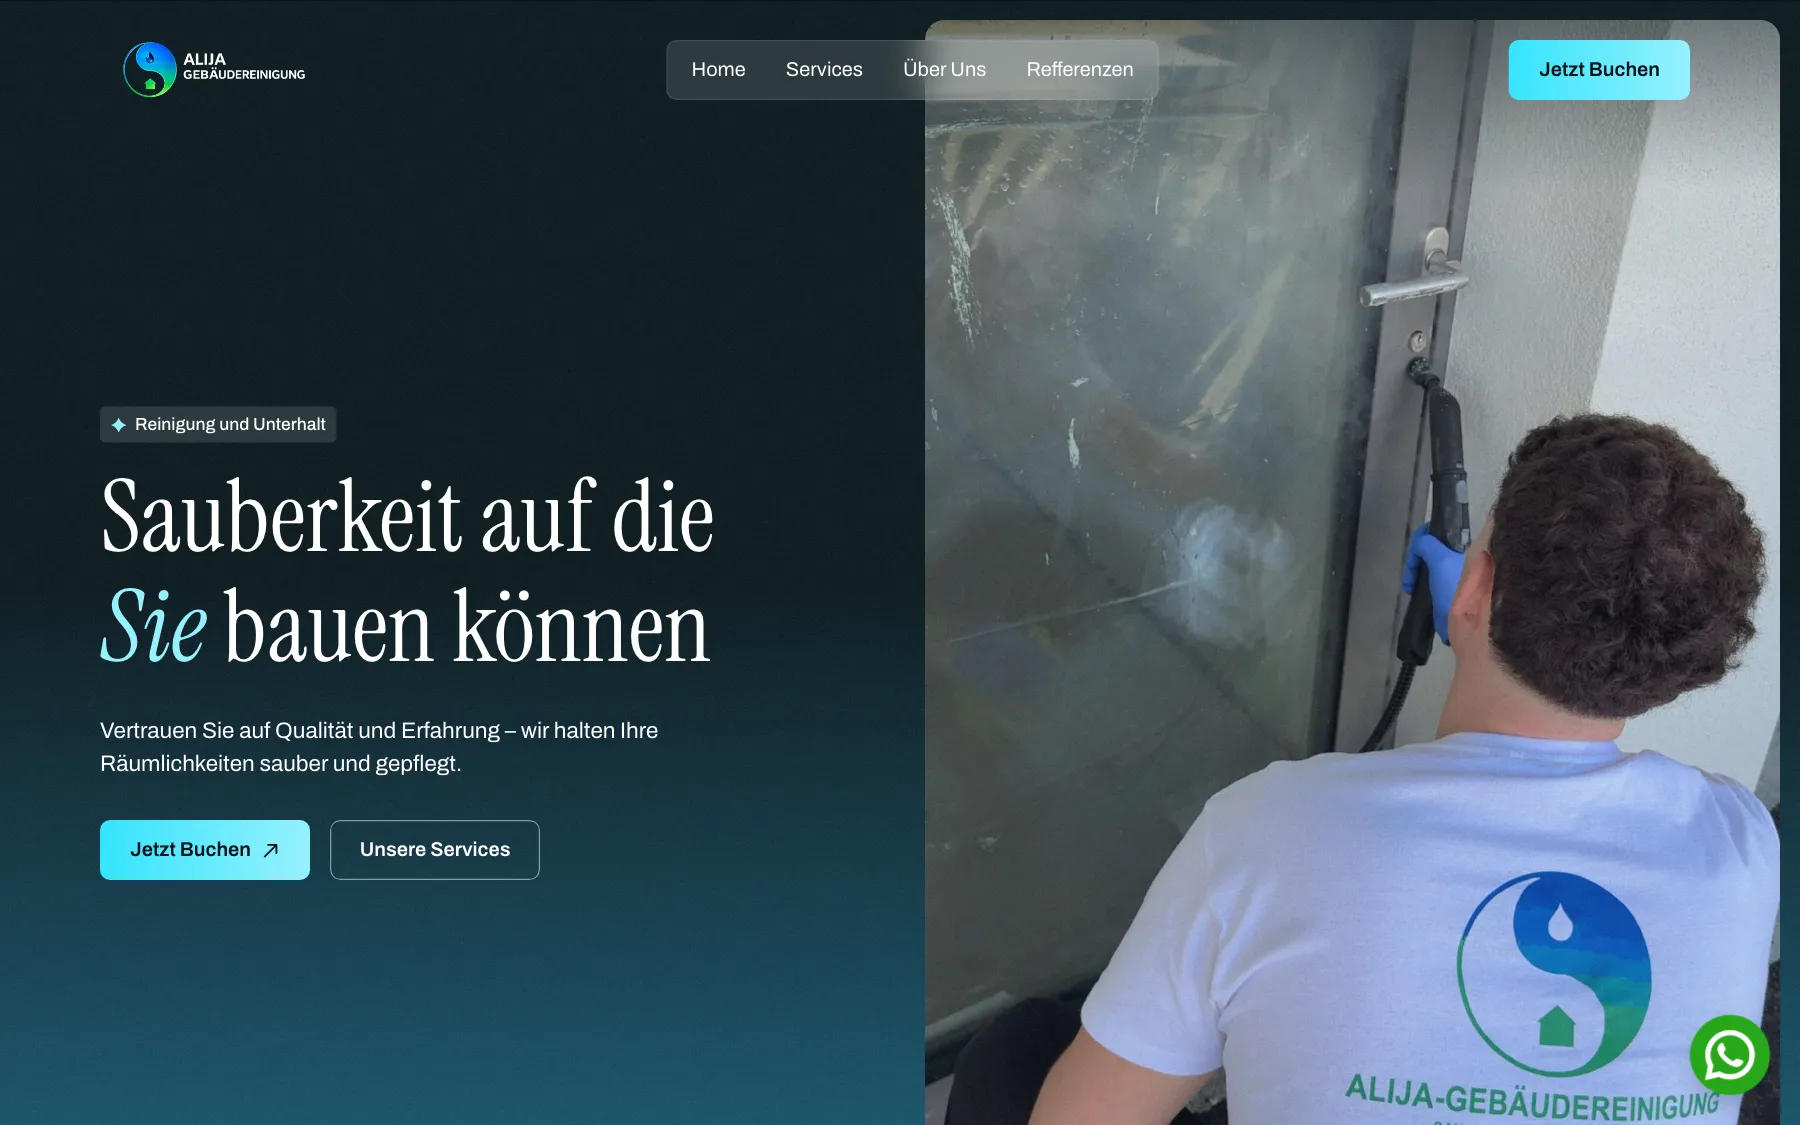 ALIJA
GEBÄUDEREINIGUNG
Home
Services
Über Uns
Refferenzen
Jetzt Buchen
Reinigung und Unterhalt
Sauberkeit auf die
Sie bauen können
Vertrauen Sie auf Qualität und Erfahrung – wir halten Ihre
Räumlichkeiten sauber und gepflegt.
Jetzt Buchen
Unsere Services
ALIJA-GEBÄUDEREINIGUNG